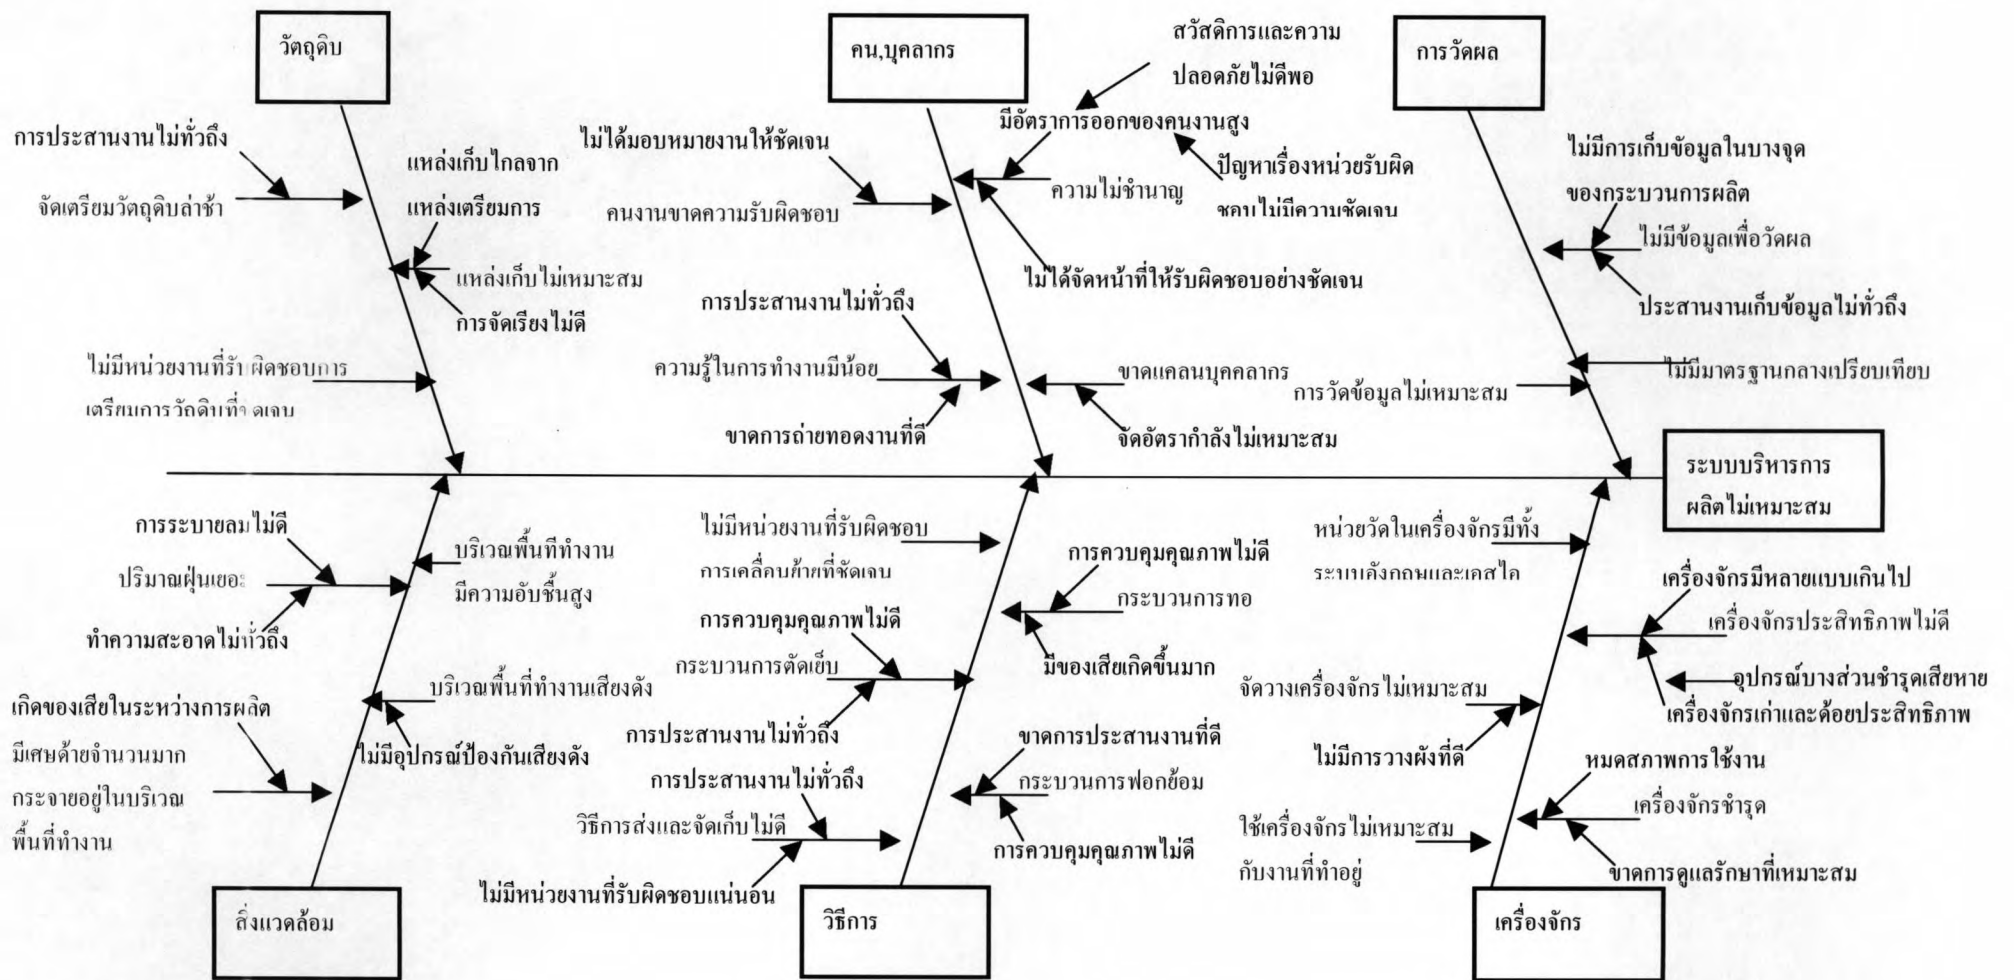 วัตถุดิบ
การประสานงานไม่ทั่วถึง
จัดเตรียมวัตถุดิบล่าช้า
แหล่งเก็บไกลจาก
แหล่งเตรียมการ
แหล่งเก็บไม่เหมาะสม
การจัดเรียงไม่ดี
ไม่มีหน่วยงานที่รับผิดชอบการ
คน,บุคลากร
สวัสดิการและความ
ปลอดภัยไม่ดีพอ
มีอัตราการออกของคนงานสูง
ไม่ได้มอบหมายงานให้ชัดเจน
คนงานขาดความรับผิดชอบ
ความไม่ชำนาญ
ปัญหาเรื่องหน่วยรับผิด
ชอบไม่มีความชัดเจน
ไม่ได้จัดหน้าที่ให้รับผิดชอบอย่างชัดเจน
การประสานงานไม่ทั่วถึง
ความรู้ในการทำงานมีน้อย
ขาดการถ่ายทอดงานที่ดี
ขาดแคลนบุคคลากร
จัดอัตรากำลังไม่เหมาะสม
การวัดผล
ไม่มีการเก็บข้อมูลในบางจุด
ของกระบวนการผลิต
ไม่มีข้อมูลเพื่อวัดผล
ประสานงานเก็บข้อมูลไม่ทั่วถึง
ไม่มีมาตรฐานกลางเปรียบเทียบ
การวัดข้อมูลไม่เหมาะสม
ระบบบริหารการ
ผลิตไม่เหมาะสม
การระบายลมไม่ดี
ปริมาณฝุ่นเยอะ
ทำความสะอาดไม่ทั่วถึง
บริเวณพื้นที่ทำงาน
มีความอับชื้นสูง
บริเวณพื้นที่ทำงานเสียงดัง
ไม่มีอุปกรณ์ป้องกันเสียงดัง
เกิดของเสียในระหว่างการผลิต
มีเศษด้ายจำนวนมาก
กระจายอยู่ในบริเวณ
พื้นที่ทำงาน
สิ่งแวดล้อม
ไม่มีหน่วยงานที่รับผิดชอบ
การเคลื่อนย้ายที่ชัดเจน
การควบคุมคุณภาพไม่ดี
กระบวนการทอ
มีของเสียเกิดขึ้นมาก
การควบคุมคุณภาพไม่ดี
กระบวนการตัดเย็บ
การประสานงานไม่ทั่วถึง
ขาดการประสานงานที่ดี
กระบวนการฟอกย้อม
การควบคุมคุณภาพไม่ดี
การประสานงานไม่ทั่วถึง
วิธีการส่งและจัดเก็บไม่ดี
ไม่มีหน่วยงานที่รับผิดชอบแน่นอน
วิธีการ
หน่วยวัดในเครื่องจักรมีทั้ง
เครื่องจักรมีหลายแบบเกินไป
เครื่องจักรประสิทธิภาพไม่ดี
อุปกรณ์บางส่วนชำรุดเสียหาย
เครื่องจักรเก่าและด้อยประสิทธิภาพ
จัดวางเครื่องจักรไม่เหมาะสม
ไม่มีการวางผังที่ดี
หมดสภาพการใช้งาน
เครื่องจักรชำรุด
ขาดการดูแลรักษาที่เหมาะสม
ใช้เครื่องจักรไม่เหมาะสม
กับงานที่ทำอยู่
เครื่องจักร